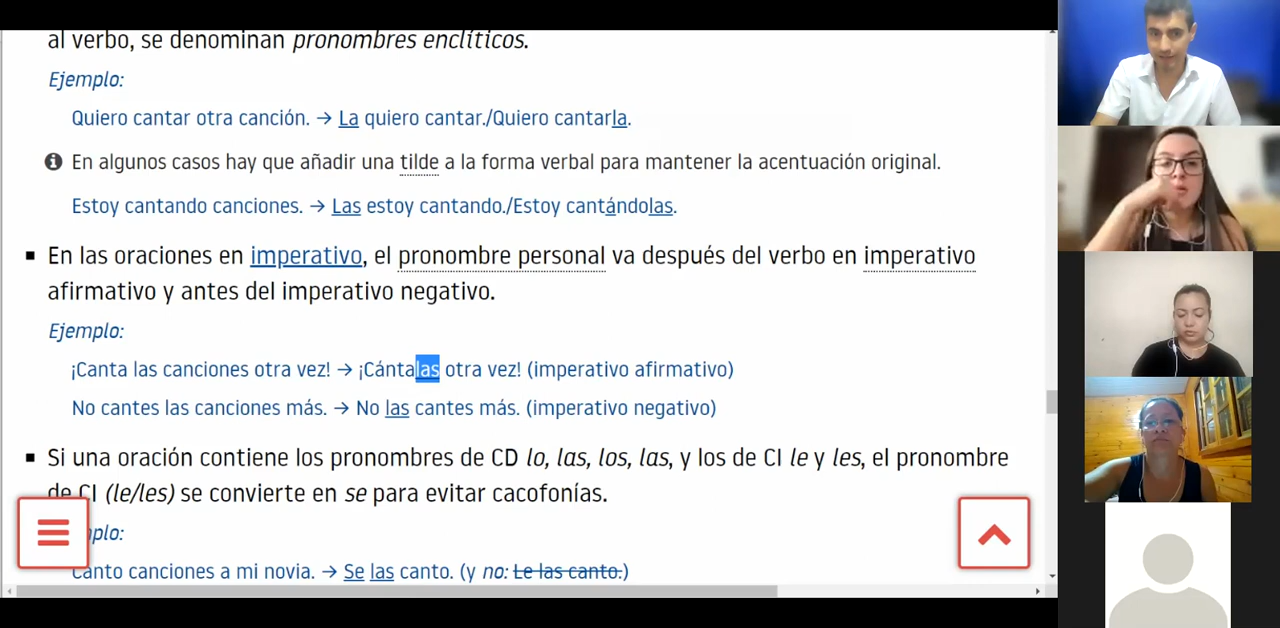 al verbo, se denominan pronombres enclíticos.
Ejemplo:
Quiero cantar otra canción. → La quiero cantar./Quiero cantarla.
En algunos casos hay que añadir una tilde a la forma verbal para mantener la acentuación original.
Estoy cantando canciones. → Las estoy cantando./Estoy cantándolas.
▪ En las oraciones en imperativo, el pronombre personal va después del verbo en imperativo
afirmativo y antes del imperativo negativo.
Ejemplo:
¡Canta las canciones otra vez! → ¡Cántalas otra vez! (imperativo afirmativo)
No cantes las canciones más. → No las cantes más. (imperativo negativo)
▪ Si una oración contiene los pronombres de CD lo, las, los, las, y los de CI le y les, el pronombre
de CI (le/les) se convierte en se para evitar cacofonías.
mplo:
Canto canciones a mi novia. → Se las canto. (y no: Le las canto.)